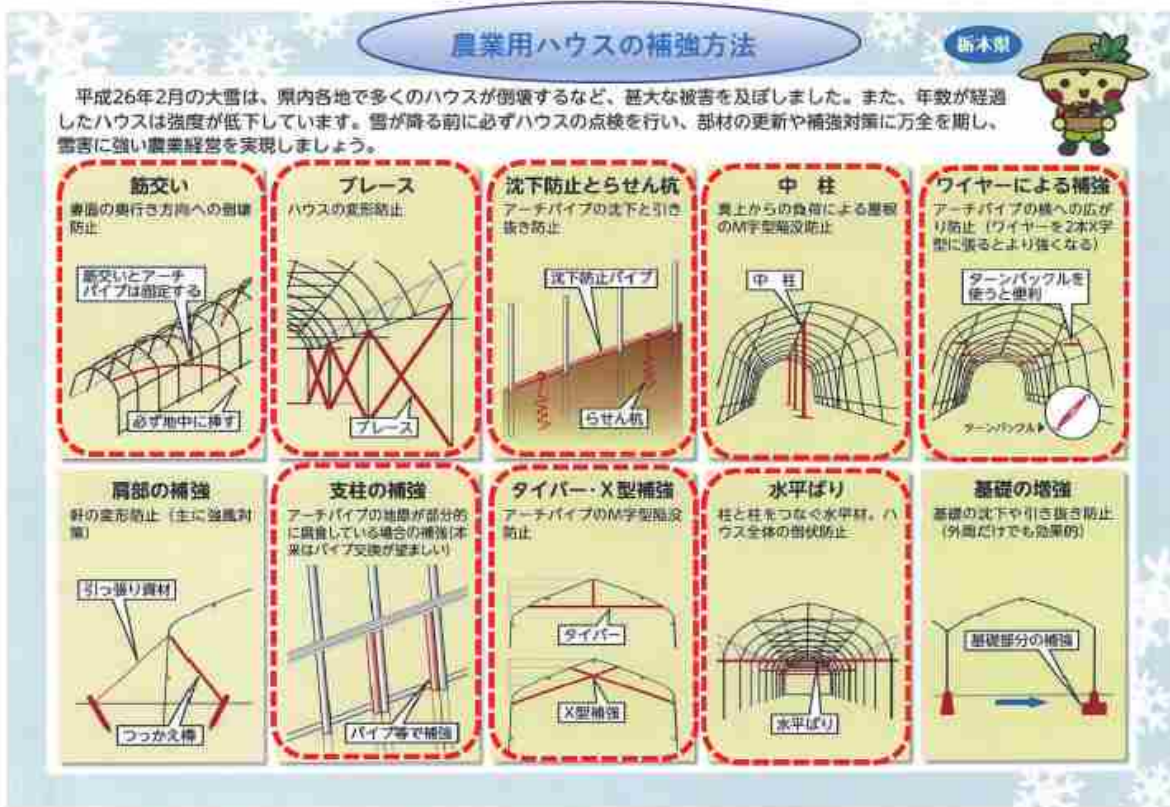 農業用ハウスの補強方法
栃木県
平成26年2月の大雪は、県内各地で多くのハウスが倒壊するなど、甚大な被害を及ぼしました。また、年数が経過
したハウスは強度が低下しています。雪が降る前に必ずハウスの点検を行い、部材の更新や補強対策に万全を期し、
雪害に強い農業経営を実現しましょう。
筋交い
妻面の奥行き方向への倒壊
防止
筋交いとアーチ
パイプは固定する
必ず地中に挿す
ブレース
ハウスの変形防止
ブレース
沈下防止とらせん杭
アーチパイプの沈下と引き
抜き防止
沈下防止パイプ
らせん杭
中 柱
真上からの負荷による屋根
のM字型陥没防止
中 柱
ワイヤーによる補強
アーチパイプの横への広が
り防止（ワイヤーを2本X字
型に張るとより強くなる）
ターンバックルを
使うと便利
ターンバックル▶
肩部の補強
軒の変形防止（主に強風対
策）
引っ張り資材
つっかえ棒
支柱の補強
アーチパイプの地際が部分的
に腐食している場合の補強(本
来はパイプ交換が望ましい)
パイプ等で補強
タイバー・X型補強
アーチパイプのM字型陥没
防止
タイバー
X型補強
水平ばり
柱と柱をつなぐ水平材。ハ
ウス全体の倒伏防止
水平ばり
基礎の増強
基礎の沈下や引き抜き防止
（外周だけでも効果的）
基礎部分の補強